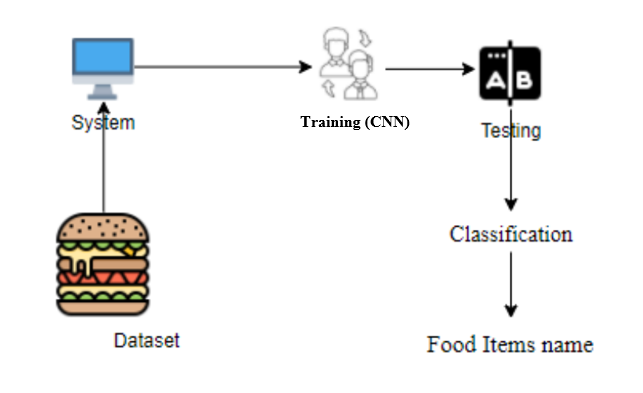 System
Training (CNN)
A B
Testing
Classification
Dataset
Food Items name